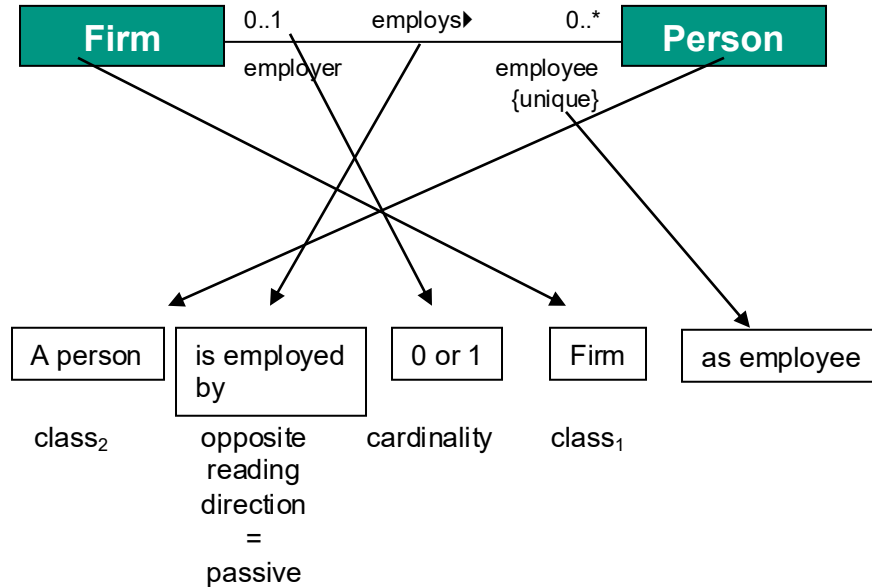 0..1 employs▶ 0..*
Firm Person
employer employee
{unique}
A person is employed by 0 or 1 Firm as employee
class₂ opposite cardinality class₁
reading
direction
=
passive